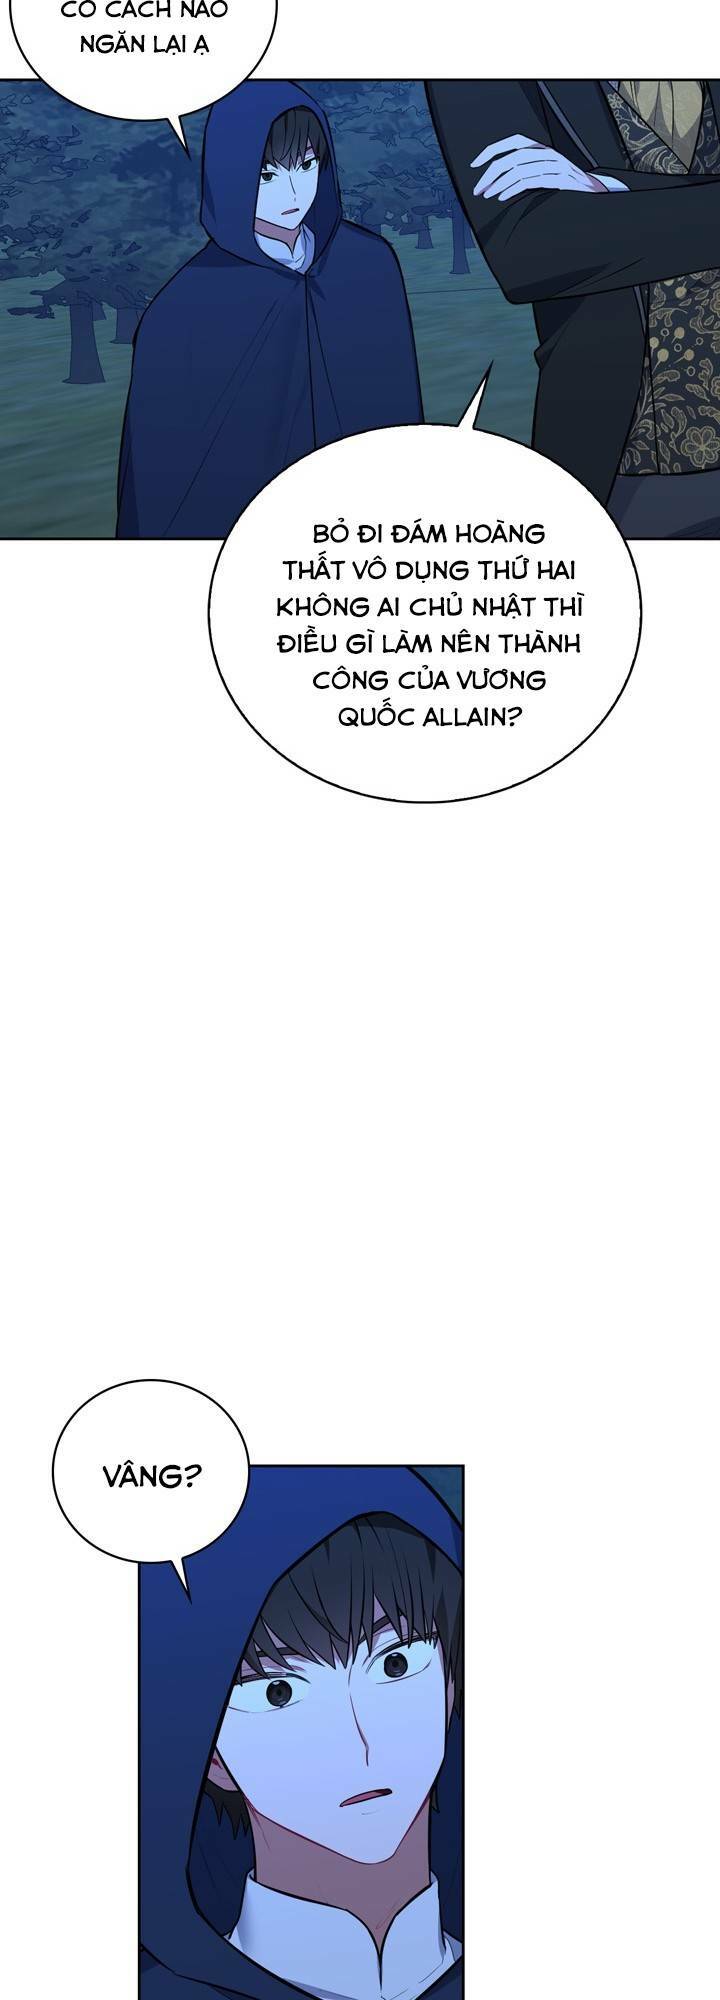 CÓ CÁCH NÀO
NGĂN LẠI Ạ
BỎ ĐI ĐÁM HOÀNG
THẤT VÔ DỤNG THỨ HAI
KHÔNG AI CHỦ NHẬT THÌ
ĐIỀU GÌ LÀM NÊN THÀNH
CÔNG CỦA VƯƠNG
QUỐC ALLAIN?
VÂNG?